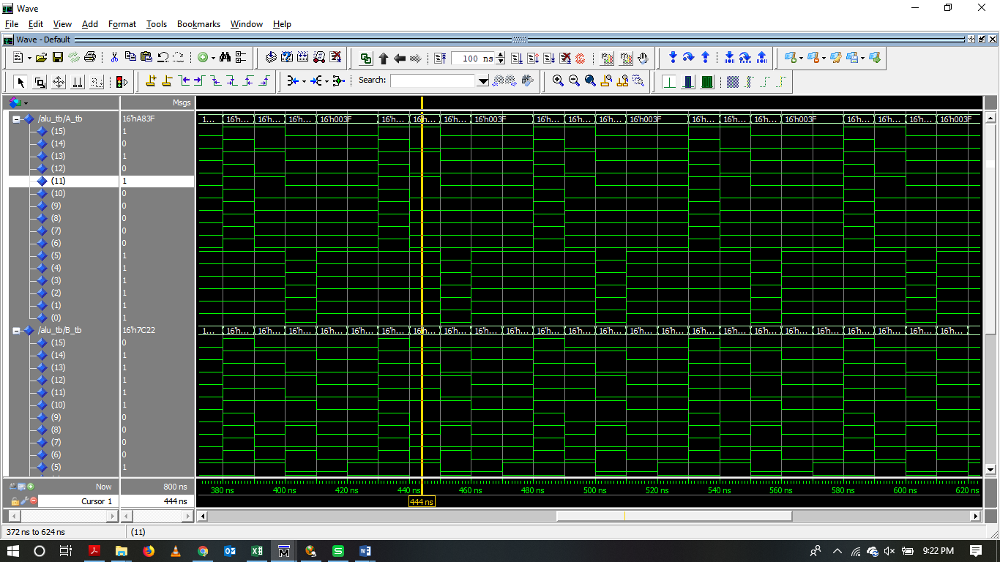 Wave
File Edit View Add Format Tools Bookmarks Window Help
Wave - Default
100 ns
Search:
Msgs
/alu_tb/A_tb 16'hA83F 1... 16'h... 16'h... 16'h... 16'h003F 16'h... 16'h... 16'h... 16'h003F 16'h... 16'h... 16'h... 16'h003F 16'h... 16'h... 16'h... 16'h003F 16'h... 16'h... 16'h... 16'h003F
(15) 1
(14) 0
(13) 1
(12) 0
(11) 1
(10) 0
(9) 0
(8) 0
(7) 0
(6) 0
(5) 1
(4) 1
(3) 1
(2) 1
(1) 1
(0) 1
/alu_tb/B_tb 16'h7C22 1... 16'h... 16'h... 16'h... 16'h... 16'h... 16'h... 16'h... 16'h... 16'h... 16'h... 16'h... 16'h... 16'h... 16'h... 16'h... 16'h... 16'h... 16'h... 16'h... 16'h... 16'h... 16'h... 16'h... 16'h...
(15) 0
(14) 1
(13) 1
(12) 1
(11) 1
(10) 1
(9) 0
(8) 0
(7) 0
(6) 0
(5) 1
Now 800 ns 380 ns 400 ns 420 ns 440 ns 460 ns 480 ns 500 ns 520 ns 540 ns 560 ns 580 ns 600 ns 620 ns
Cursor 1 444 ns 444 ns
372 ns to 624 ns (11)
9:22 PM